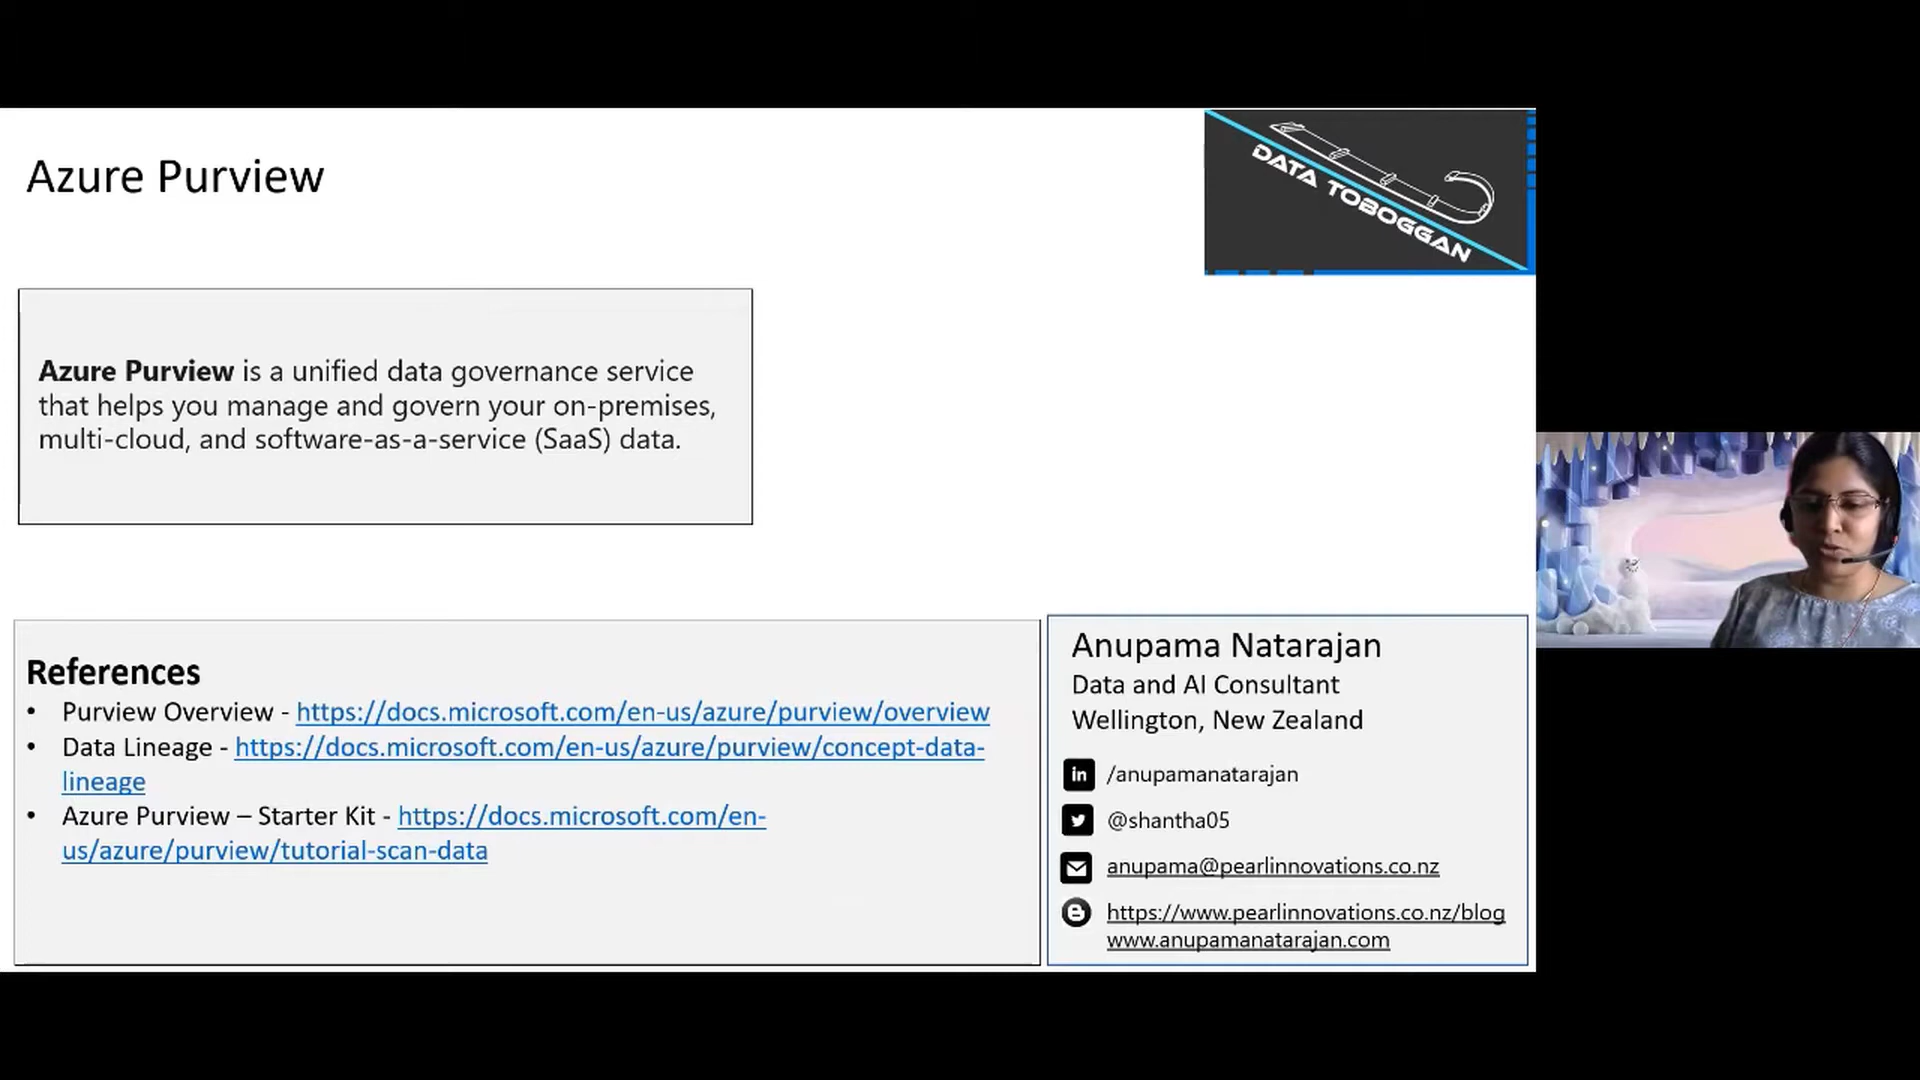 Azure Purview
DATA TOBOGGAN
Azure Purview is a unified data governance service
that helps you manage and govern your on-premises,
multi-cloud, and software-as-a-service (SaaS) data.
References
• Purview Overview - https://docs.microsoft.com/en-us/azure/purview/overview
• Data Lineage - https://docs.microsoft.com/en-us/azure/purview/concept-data-
lineage
• Azure Purview – Starter Kit - https://docs.microsoft.com/en-
us/azure/purview/tutorial-scan-data
Anupama Natarajan
Data and AI Consultant
Wellington, New Zealand
in /anupamanatarajan
@shantha05
anupama@pearlinnovations.co.nz
https://www.pearlinnovations.co.nz/blog
www.anupamanatarajan.com